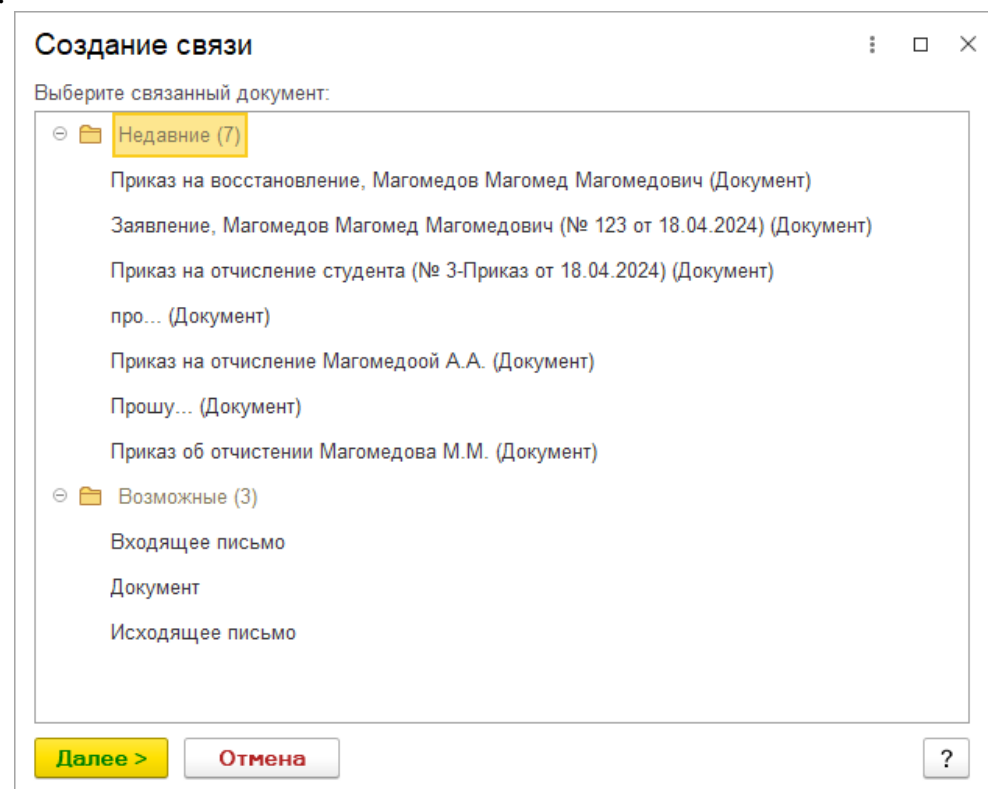 Создание связи
Выберите связанный документ:
Недавние (7)
Приказ на восстановление, Магомедов Магомед Магомедович (Документ)
Заявление, Магомедов Магомед Магомедович (№ 123 от 18.04.2024) (Документ)
Приказ на отчисление студента (№ 3-Приказ от 18.04.2024) (Документ)
про... (Документ)
Приказ на отчисление Магомедоой А.А. (Документ)
Прошу... (Документ)
Приказ об отчистении Магомедова М.М. (Документ)
Возможные (3)
Входящее письмо
Документ
Исходящее письмо
Далее > Отмена ?